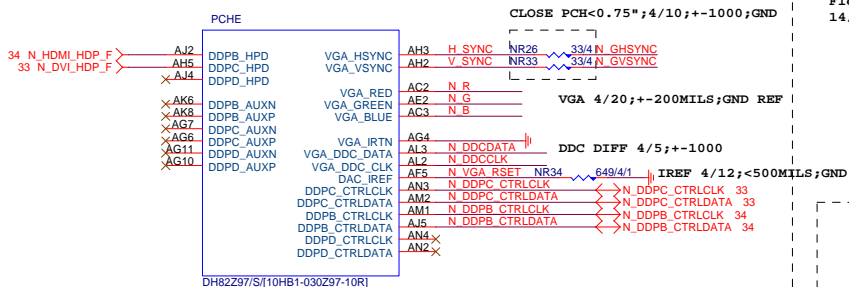 CLOSE PCH<0.75";4/10;+-1000;GND
14/
PCHE
34 N_HDMI_HDP_F AJ2 DDPB_HPD VGA_HSYNC AH3 H_SYNC NR26 33/4 N_GHSYNC
33 N_DVI_HDP_F AH5 DDPC_HPD VGA_VSYNC AH2 V_SYNC NR33 33/4 N_GVSYNC
AJ4 DDPD_HPD
VGA_RED AC2 N_R
AK6 DDPB_AUXN VGA_GREEN AE2 N_G VGA 4/20;+-200MILS;GND REF
AK8 DDPB_AUXP VGA_BLUE AC3 N_B
AG7 DDPC_AUXN
AG6 DDPC_AUXP VGA_IRTN AG4
AG11 DDPD_AUXN VGA_DDC_DATA AL3 N_DDCDATA DDC DIFF 4/5;+-1000
AG10 DDPD_AUXP VGA_DDC_CLK AL2 N_DDCCLK
DAC_IREF AF5 N_VGA_RSET NR34 649/4/1 IREF 4/12;<500MILS;GND
DDPC_CTRLCLK AN3 N_DDPC_CTRLCLK N_DDPC_CTRLCLK 33
DDPC_CTRLDATA AM2 N_DDPC_CTRLDATA N_DDPC_CTRLDATA 33
DDPB_CTRLCLK AM1 N_DDPB_CTRLCLK N_DDPB_CTRLCLK 34
DDPB_CTRLDATA AJ5 N_DDPB_CTRLDATA N_DDPB_CTRLDATA 34
DDPD_CTRLCLK AN4
DDPD_CTRLDATA AN2
DH82Z97/S/[10HB1-030Z97-10R]